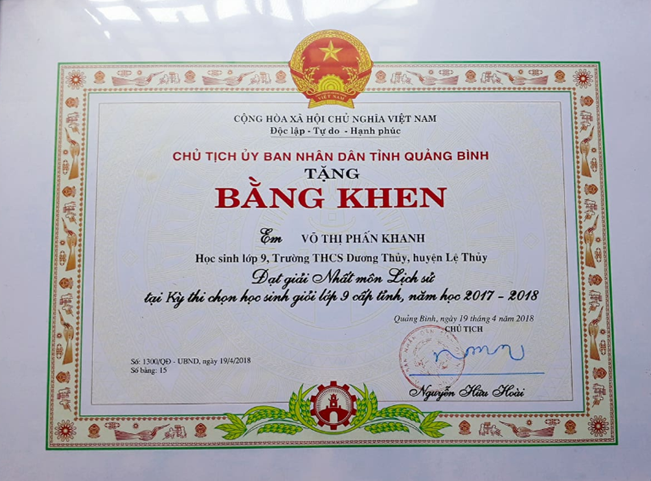 CỘNG HÒA XÃ HỘI CHỦ NGHĨA VIỆT NAM
Độc lập - Tự do - Hạnh phúc
CHỦ TỊCH ỦY BAN NHÂN DÂN TỈNH QUẢNG BÌNH
TẶNG
BẰNG KHEN
Em VÕ THỊ PHẤN KHANH
Học sinh lớp 9, Trường THCS Dương Thủy, huyện Lệ Thủy
Đạt giải Nhất môn Lịch sử
tại Kỳ thi chọn học sinh giỏi lớp 9 cấp tỉnh, năm học 2017 - 2018
Quảng Bình, ngày 19 tháng 4 năm 2018
CHỦ TỊCH
Số: 1300/QĐ - UBND, ngày 19/4/2018
Số bằng: 15
Nguyễn Hữu Hoài